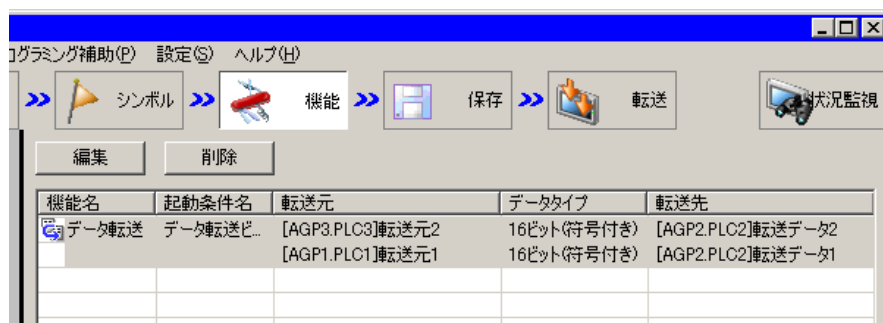 ログラミング補助(P) 設定(S) ヘルプ(H)
シンボル 機能 保存 転送 状況監視
編集 削除
機能名 起動条件名 転送元 データタイプ 転送先
データ転送 データ転送ビ... [AGP3.PLC3]転送元2 16ビット(符号付き) [AGP2.PLC2]転送データ2
[AGP1.PLC1]転送元1 16ビット(符号付き) [AGP2.PLC2]転送データ1